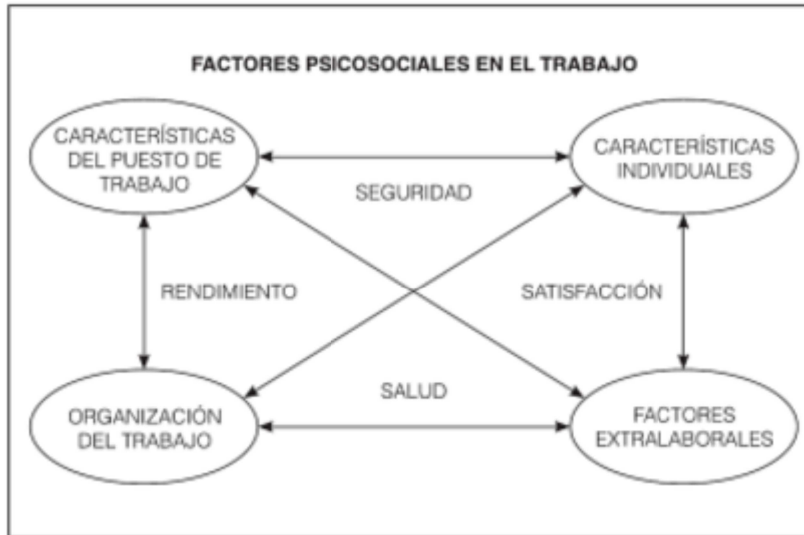 FACTORES PSICOSOCIALES EN EL TRABAJO
CARACTERÍSTICAS
DEL PUESTO DE
TRABAJO
CARACTERÍSTICAS
INDIVIDUALES
SEGURIDAD
RENDIMIENTO
SATISFACCIÓN
SALUD
ORGANIZACIÓN
DEL TRABAJO
FACTORES
EXTRALABORALES